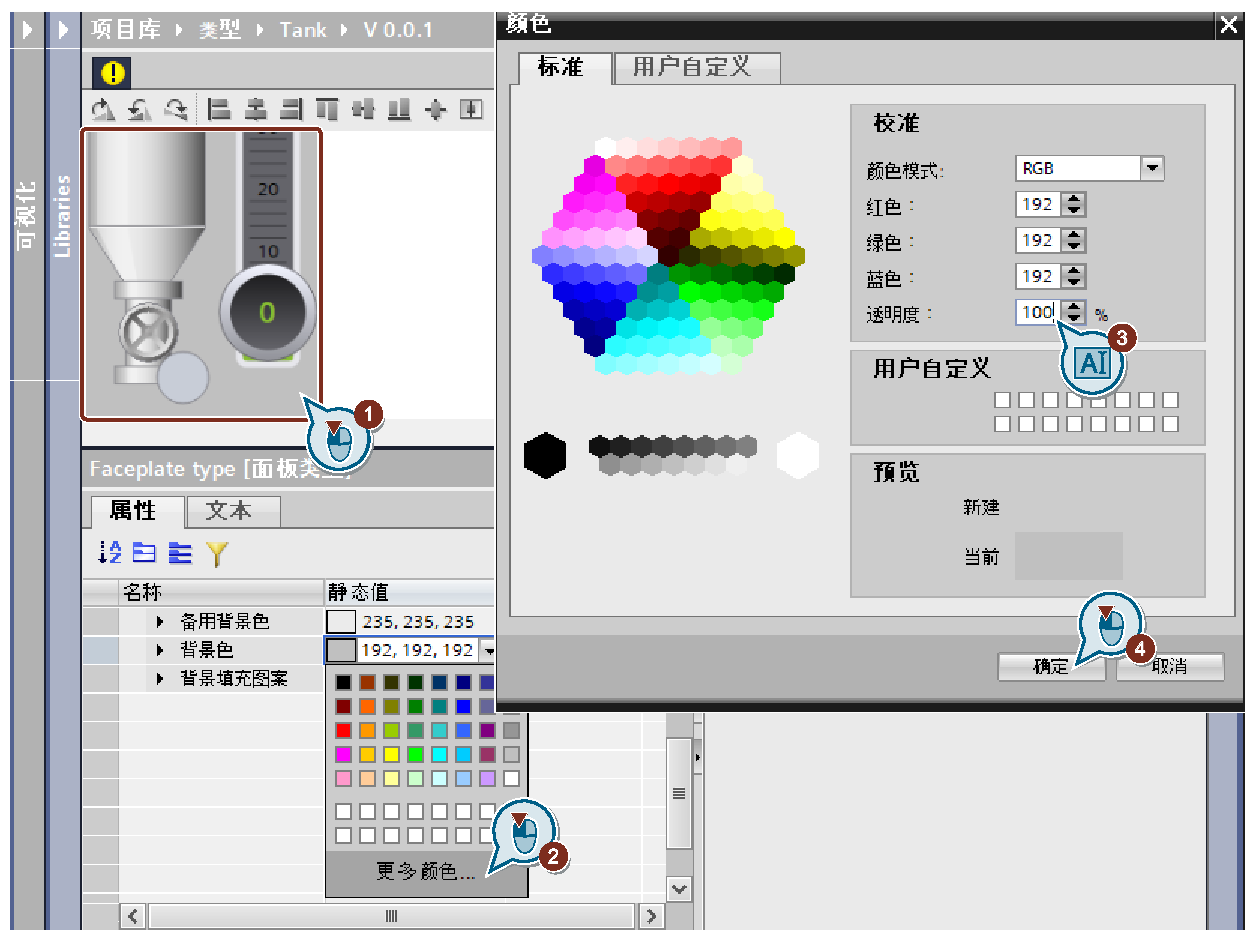 项目库 ▸ 类型 ▸ Tank ▸ V 0.0.1
可视化
Libraries
20
10
0
1
Faceplate type [面板类
属性
文本
名称
静态值
备用背景色
235, 235, 235
背景色
192, 192, 192
背景填充图案
更多颜色...
2
颜色
标准
用户自定义
校准
颜色模式:
RGB
红色:
192
绿色:
192
蓝色:
192
透明度:
100
%
3
AI
用户自定义
预览
新建
当前
4
确定
取消